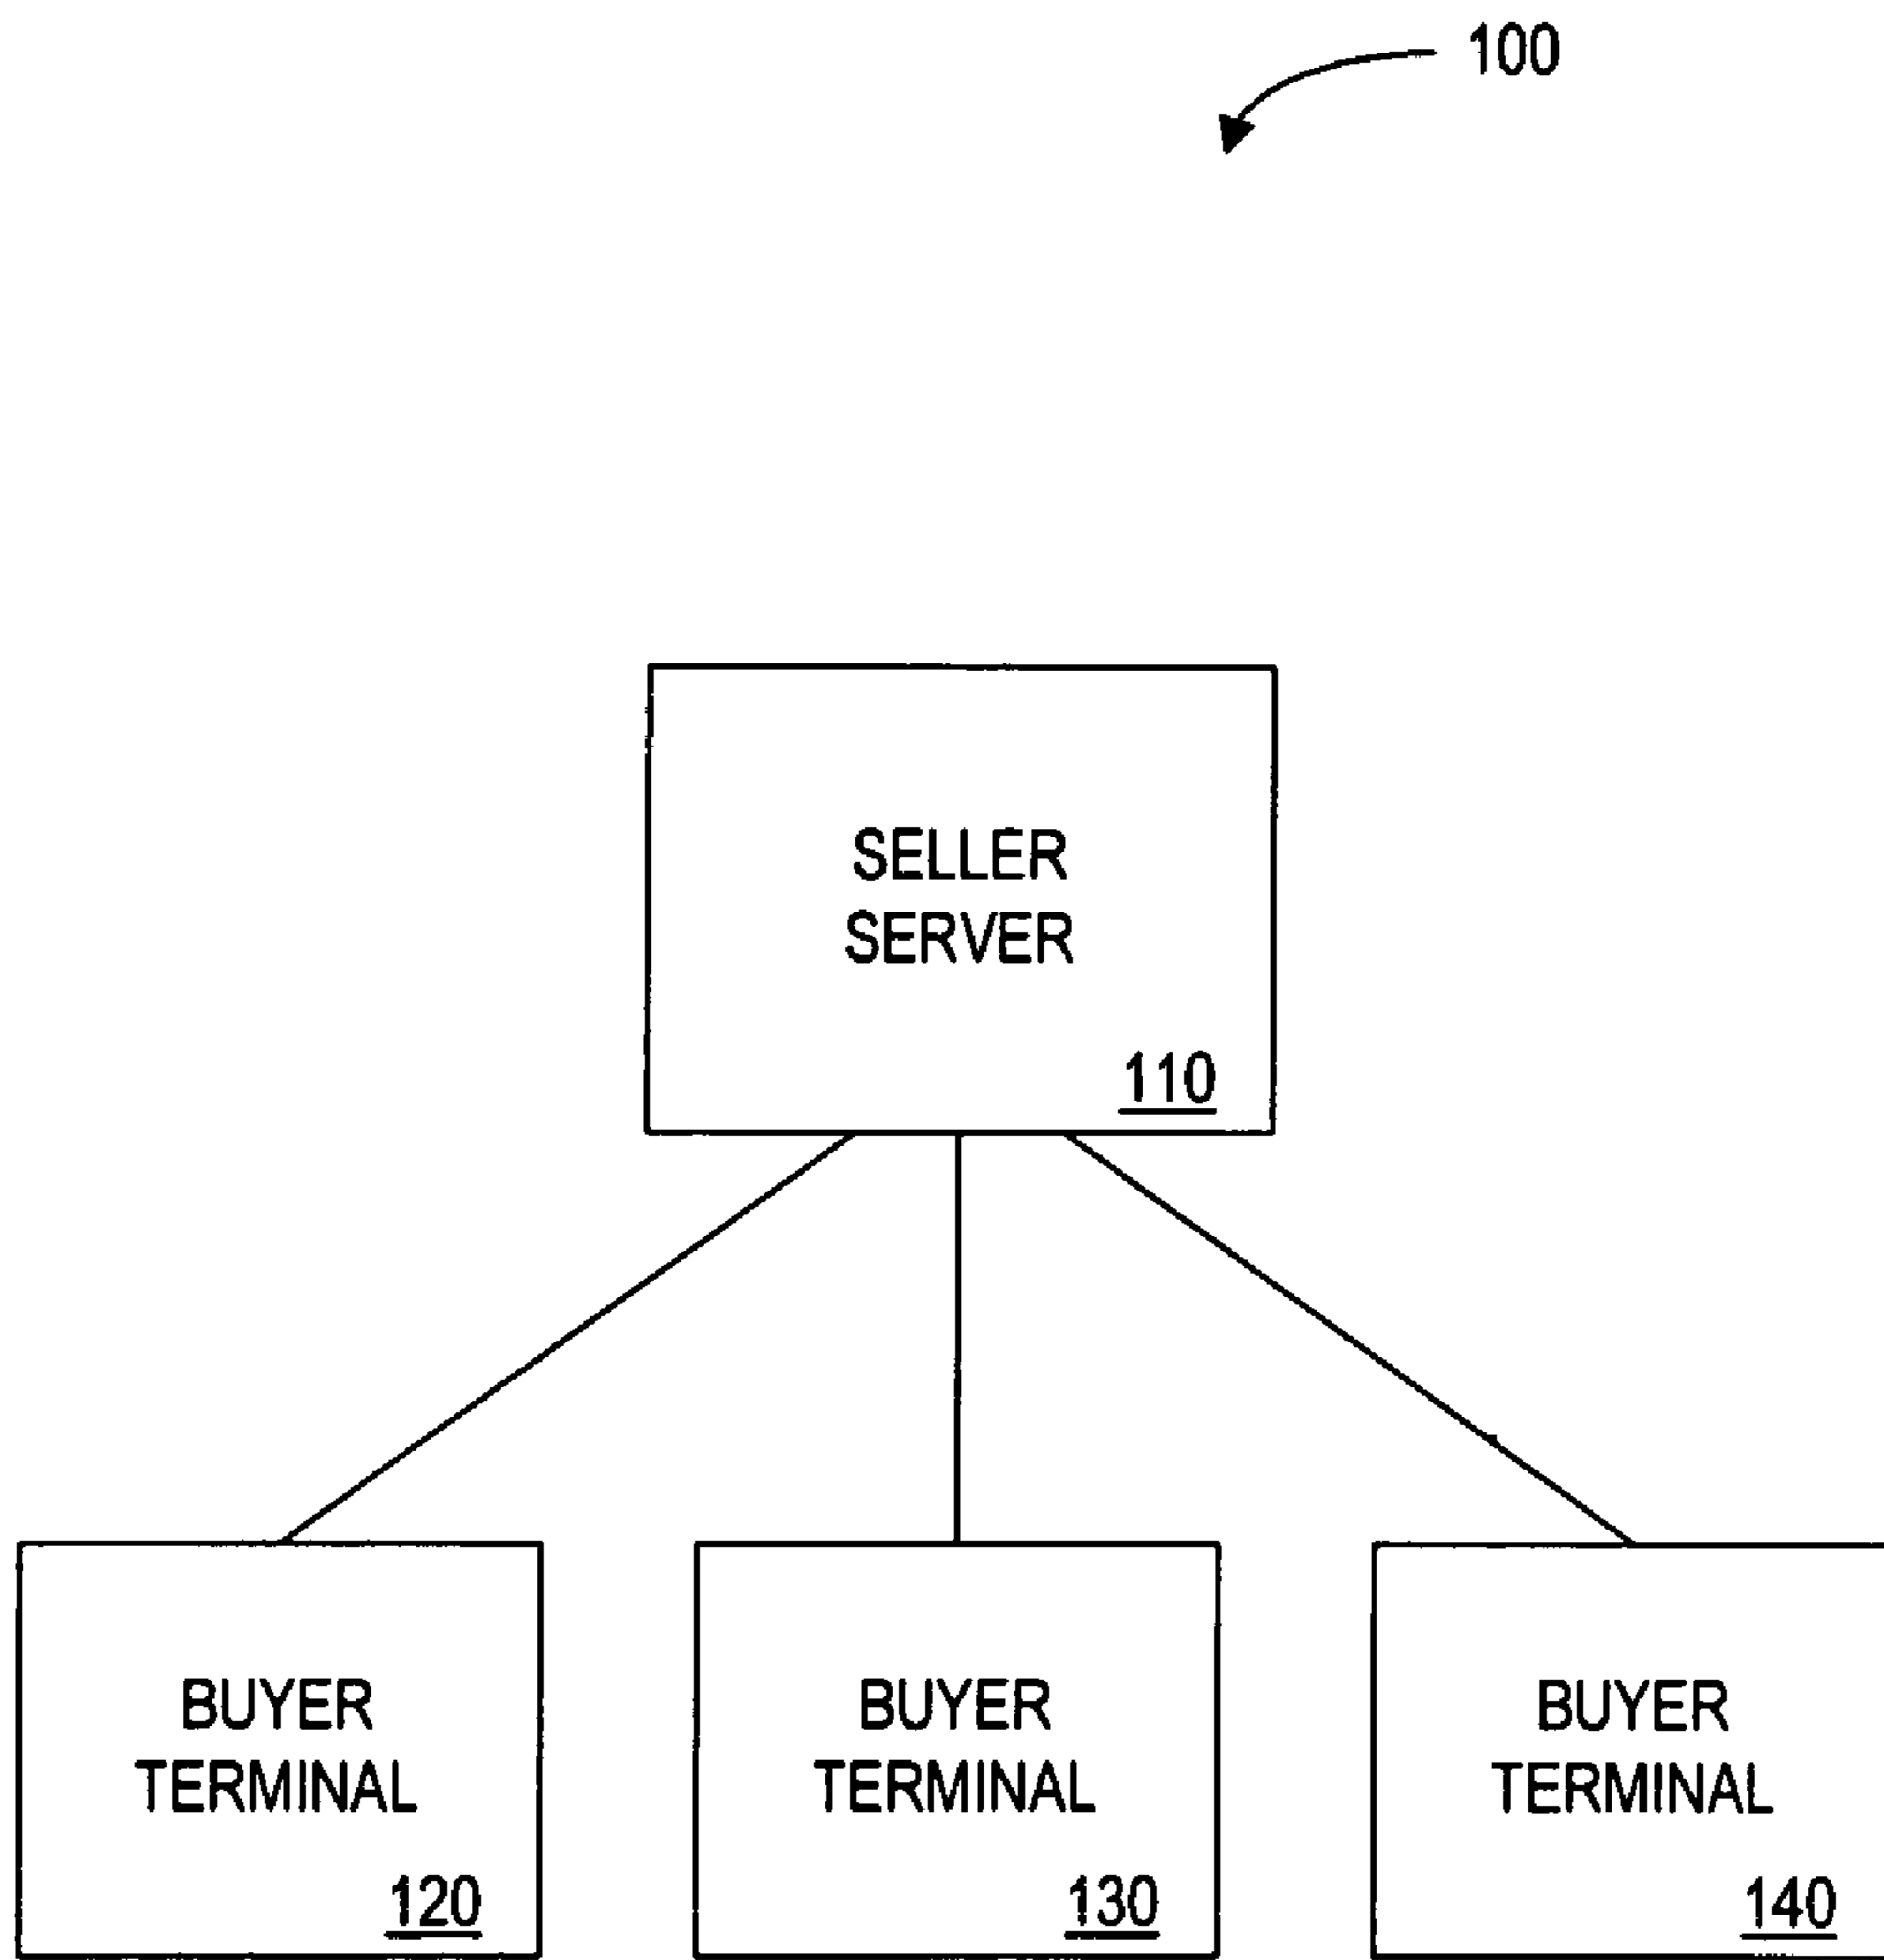 100
SELLER
SERVER
110
BUYER
TERMINAL
120
BUYER
TERMINAL
130
BUYER
TERMINAL
140